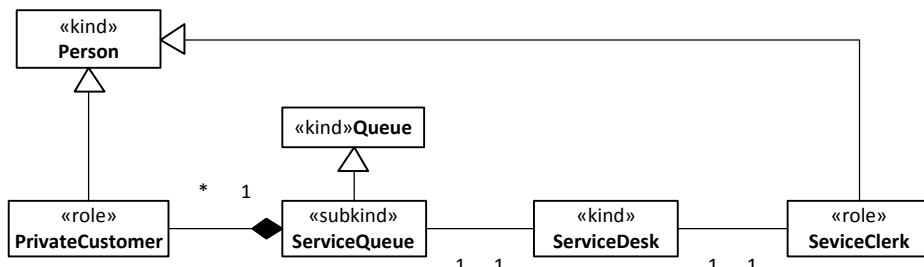 «kind»
Person
«kind»Queue
* 1
«role»
PrivateCustomer
«subkind»
ServiceQueue
«kind»
ServiceDesk
«role»
SeviceClerk
1 1 1 1